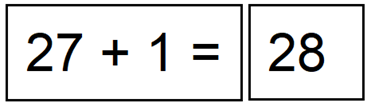 27 + 1 = 28